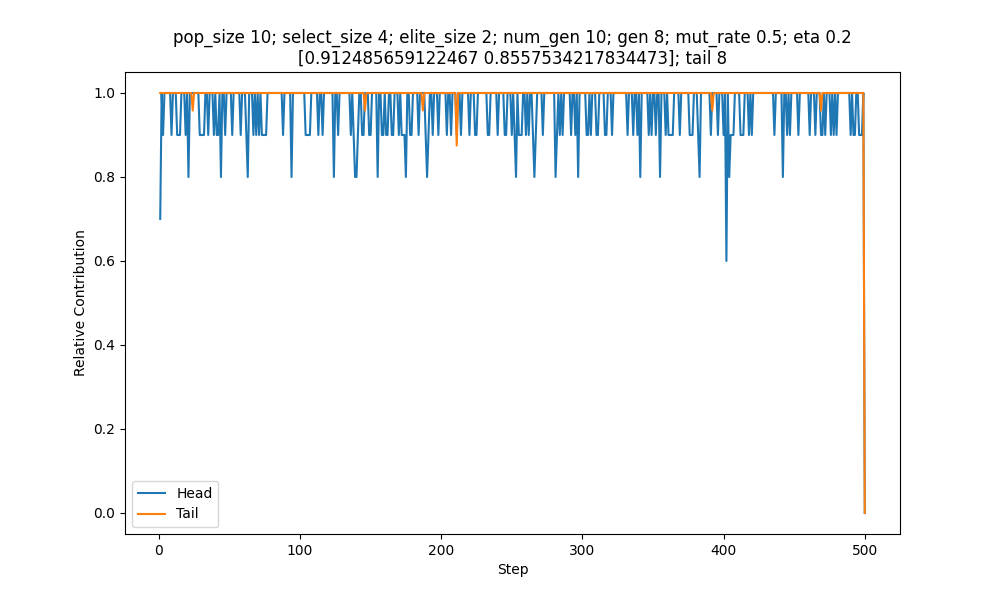 pop_size 10; select_size 4; elite_size 2; num_gen 10; gen 8; mut_rate 0.5; eta 0.2
[0.912485659122467 0.8557534217834473]; tail 8
1.0
0.8
0.6
0.4
0.2
0.0
Relative Contribution
Head
Tail
0
100
200
300
400
500
Step